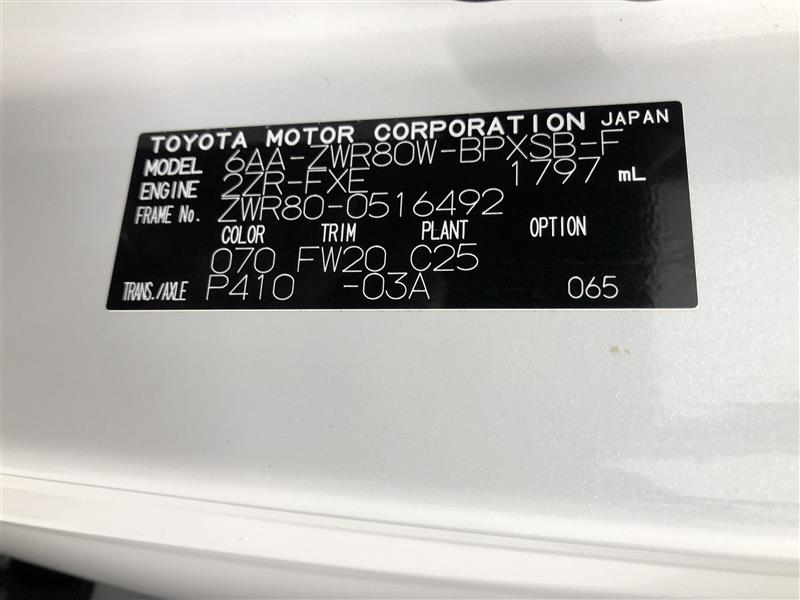 TOYOTA MOTOR CORPORATION JAPAN
MODEL 6AA-ZWR80W-BPXSB-F
ENGINE 2ZR-FXE 1797 mL
FRAME No. ZWR80-0516492
COLOR TRIM PLANT OPTION
070 FW20 C25
TRANS./AXLE P410 -03A 065